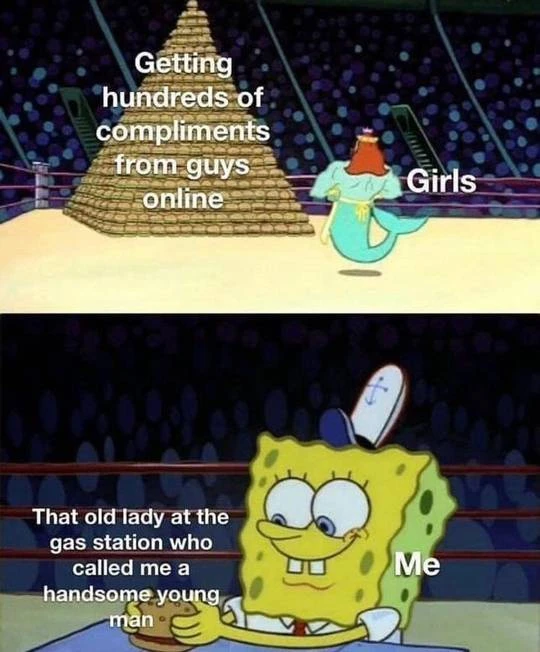 Getting
hundreds of
compliments
from guys
online
Girls
That old lady at the
gas station who
called me a
handsome young
man
Me